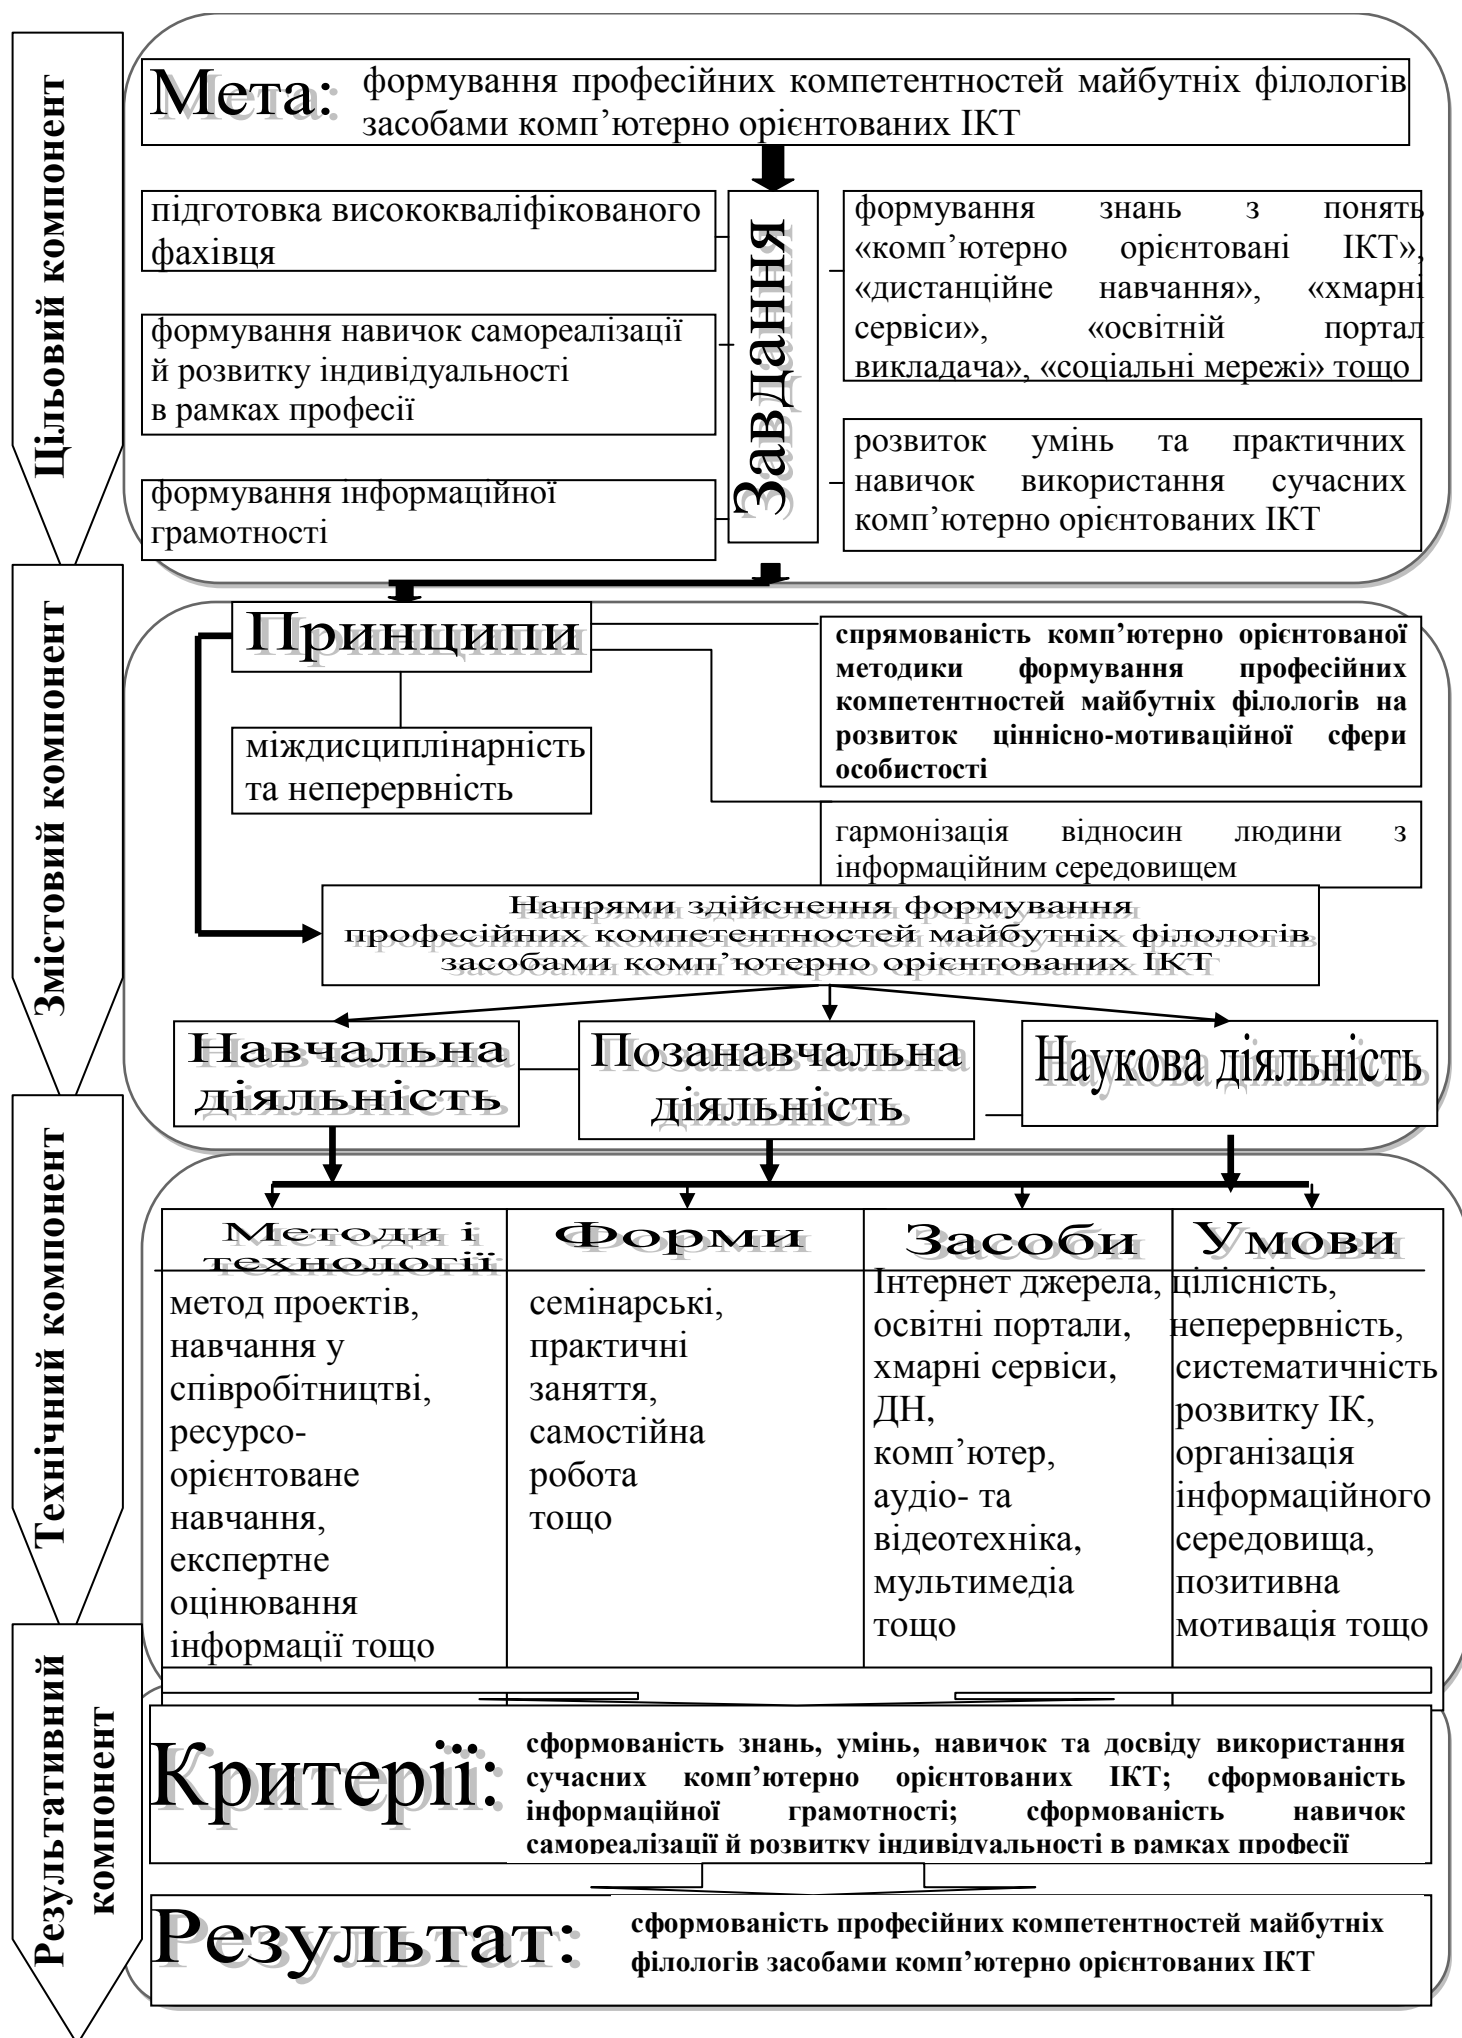 Цільовий компонент
Мета:
формування професійних компетентностей майбутніх філологів
засобами комп’ютерно орієнтованих ІКТ
Завдання
підготовка висококваліфікованого
фахівця
формування навичок самореалізації
й розвитку індивідуальності
в рамках професії
формування інформаційної
грамотності
формування знань з понять
«комп’ютерно орієнтовані ІКТ»,
«дистанційне навчання», «хмарні
сервіси», «освітній портал
викладача», «соціальні мережі» тощо
розвиток умінь та практичних
навичок використання сучасних
комп’ютерно орієнтованих ІКТ
Змістовий компонент
Принципи
міждисциплінарність
та неперервність
спрямованість комп’ютерно орієнтованої
методики формування професійних
компетентностей майбутніх філологів на
розвиток ціннісно-мотиваційної сфери
особистості
гармонізація відносин людини з
інформаційним середовищем
Напрями здійснення формування
професійних компетентностей майбутніх філологів
засобами комп’ютерно орієнтованих ІКТ
Навчальна
діяльність
Позанавчальна
діяльність
Наукова діяльність
Технічний компонент
Методи і
технології
метод проектів,
навчання у
співробітництві,
ресурсо-
орієнтоване
навчання,
експертне
оцінювання
інформації тощо
Форми
семінарські,
практичні
заняття,
самостійна
робота
тощо
Засоби
Інтернет джерела,
освітні портали,
хмарні сервіси,
ДН,
комп’ютер,
аудіо- та
відеотехніка,
мультимедіа
тощо
Умови
цілісність,
неперервність,
систематичність
розвитку ІК,
організація
інформаційного
середовища,
позитивна
мотивація тощо
Результативний
компонент
Критерії:
сформованість знань, умінь, навичок та досвіду використання
сучасних комп’ютерно орієнтованих ІКТ; сформованість
інформаційної грамотності; сформованість навичок
самореалізації й розвитку індивідуальності в рамках професії
Результат:
сформованість професійних компетентностей майбутніх
філологів засобами комп’ютерно орієнтованих ІКТ